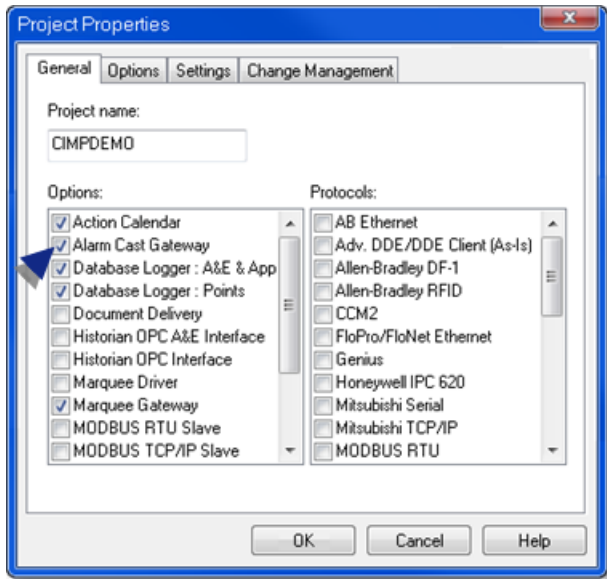 Project Properties
General Options Settings Change Management
Project name:
CIMPDEMO
Options:
Action Calendar
Alarm Cast Gateway
Database Logger : A&E & App
Database Logger : Points
Document Delivery
Historian OPC A&E Interface
Historian OPC Interface
Marquee Driver
Marquee Gateway
MODBUS RTU Slave
MODBUS TCP/IP Slave
Protocols:
AB Ethernet
Adv. DDE/DDE Client (As-Is)
Allen-Bradley DF-1
Allen-Bradley RFID
CCM2
FloPro/FloNet Ethernet
Genius
Honeywell IPC 620
Mitsubishi Serial
Mitsubishi TCP/IP
MODBUS RTU
OK Cancel Help